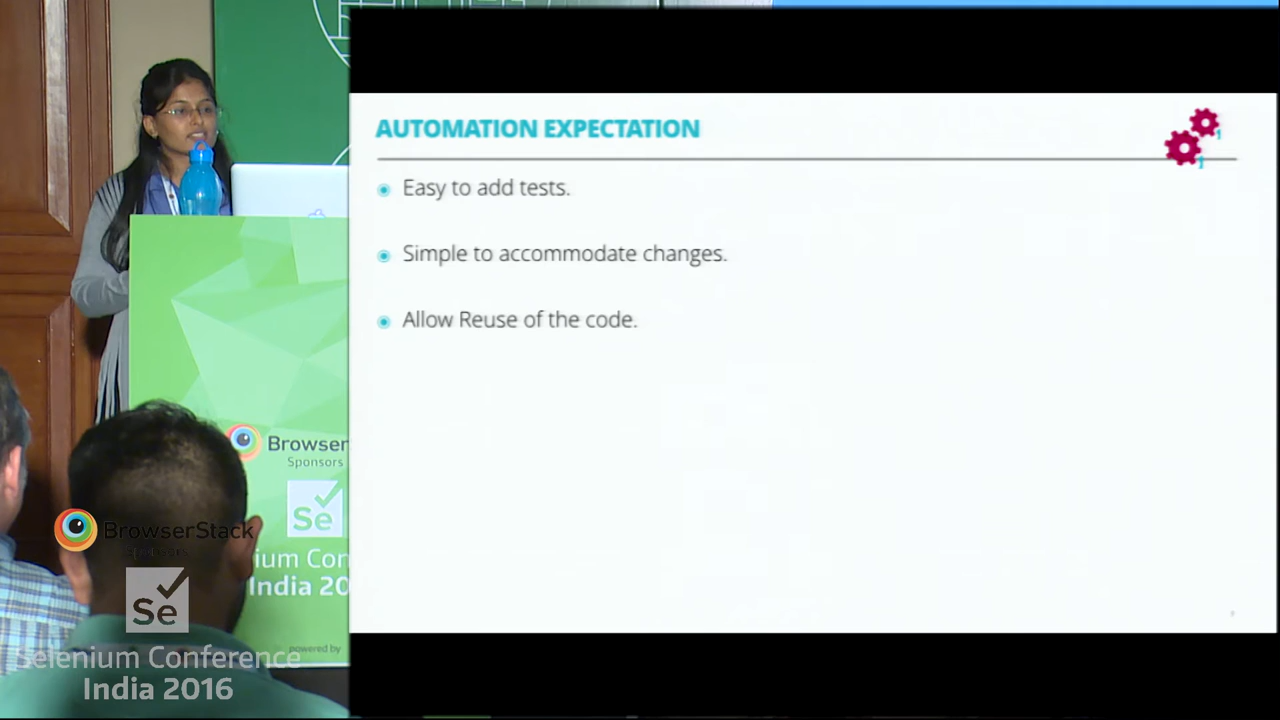 AUTOMATION EXPECTATION
Easy to add tests.
Simple to accommodate changes.
Allow Reuse of the code.
Browser
Sponsors
Se
ium Con
India 20
powered by
BrowserStack
Se
Selenium Conference
India 2016